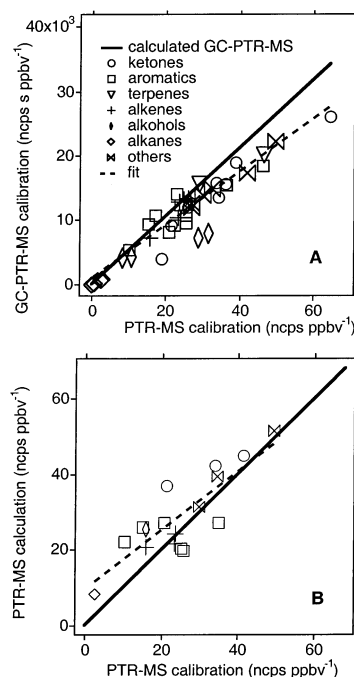 40x10³
30
20
10
0
GC-PTR-MS calibration (ncps s ppbv⁻¹)
calculated GC-PTR-MS
ketones
aromatics
terpenes
alkenes
alcohols
alkanes
others
fit
A
0 20 40 60
PTR-MS calibration (ncps ppbv⁻¹)
60
40
20
0
PTR-MS calculation (ncps ppbv⁻¹)
B
0 20 40 60
PTR-MS calibration (ncps ppbv⁻¹)